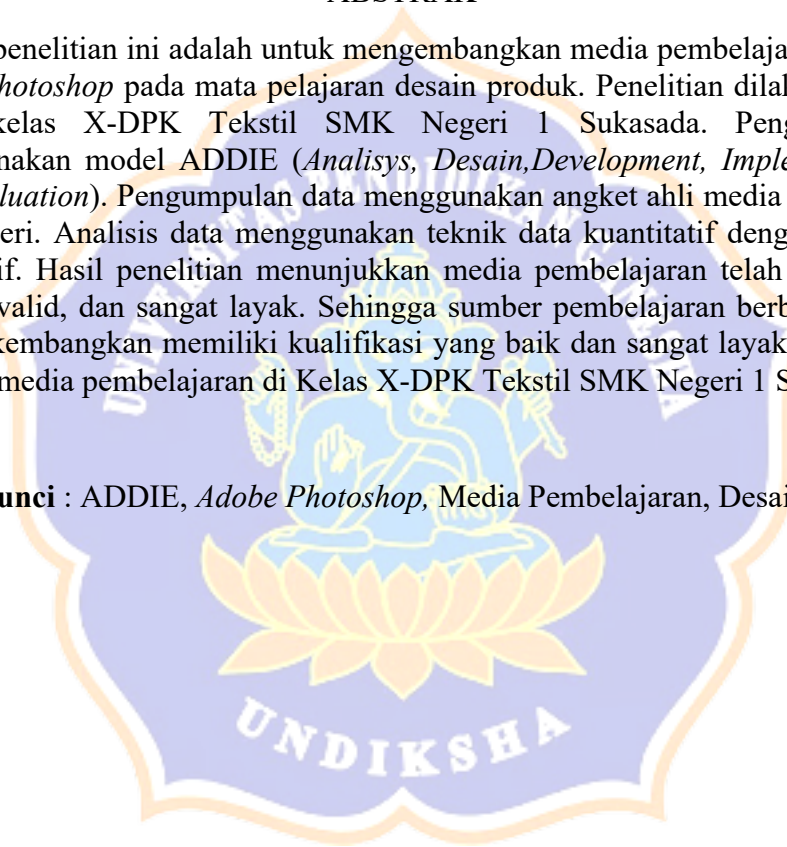 ABSTRAK
penelitian ini adalah untuk mengembangkan media pembelaja
hotoshop pada mata pelajaran desain produk. Penelitian dila
kelas X-DPK Tekstil SMK Negeri 1 Sukasada. Peng
nakan model ADDIE (Analisys, Desain,Development, Imple
luation). Pengumpulan data menggunakan angket ahli media
eri. Analisis data menggunakan teknik data kuantitatif deng
if. Hasil penelitian menunjukkan media pembelajaran telah
valid, dan sangat layak. Sehingga sumber pembelajaran berb
kembangkan memiliki kualifikasi yang baik dan sangat layak
media pembelajaran di Kelas X-DPK Tekstil SMK Negeri 1 S
unci : ADDIE, Adobe Photoshop, Media Pembelajaran, Desai
UNIVERSITAS PENDIDIKAN GANESHA
UNDIKSHA